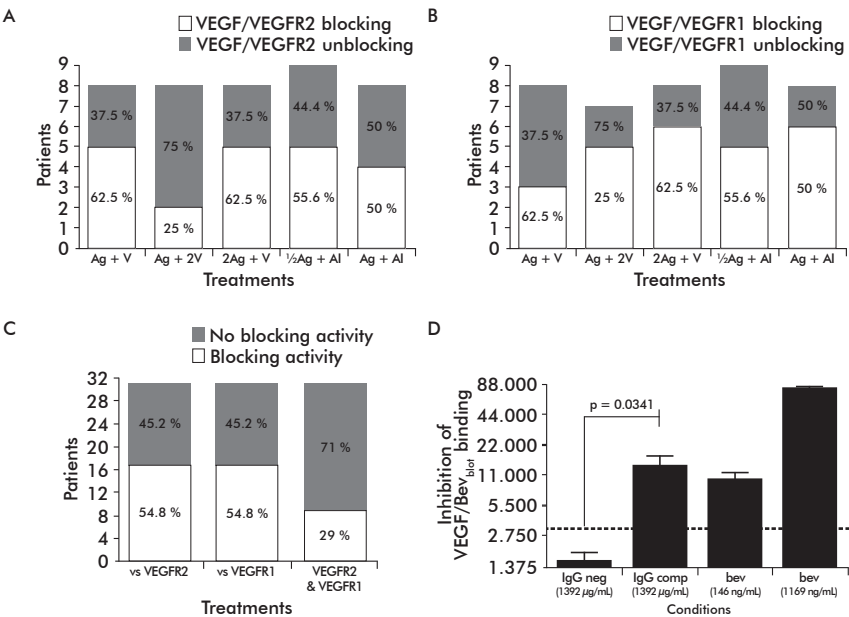 A
VEGF/VEGFR2 blocking
VEGF/VEGFR2 unblocking
Patients
9
8
7
6
5
4
3
2
1
0
37.5 %
62.5 %
75 %
25 %
37.5 %
62.5 %
44.4 %
55.6 %
50 %
50 %
Ag + V
Ag + 2V
2Ag + V
½Ag + Al
Ag + Al
Treatments
B
VEGF/VEGFR1 blocking
VEGF/VEGFR1 unblocking
Patients
9
8
7
6
5
4
3
2
1
0
37.5 %
62.5 %
75 %
25 %
37.5 %
62.5 %
44.4 %
55.6 %
50 %
50 %
Ag + V
Ag + 2V
2Ag + V
½Ag + Al
Ag + Al
Treatments
C
No blocking activity
Blocking activity
Patients
32
28
24
20
16
12
8
4
0
45.2 %
54.8 %
45.2 %
54.8 %
71 %
29 %
vs VEGFR2
vs VEGFR1
VEGFR2
& VEGFR1
Treatments
D
Inhibition of
VEGF/Bev blot binding
88.000
44.000
22.000
11.000
5.500
2.750
1.375
p = 0.0341
IgG neg
(1392 µg/mL)
IgG comp
(1392 µg/mL)
bev
(146 ng/mL)
bev
(1169 ng/mL)
Conditions